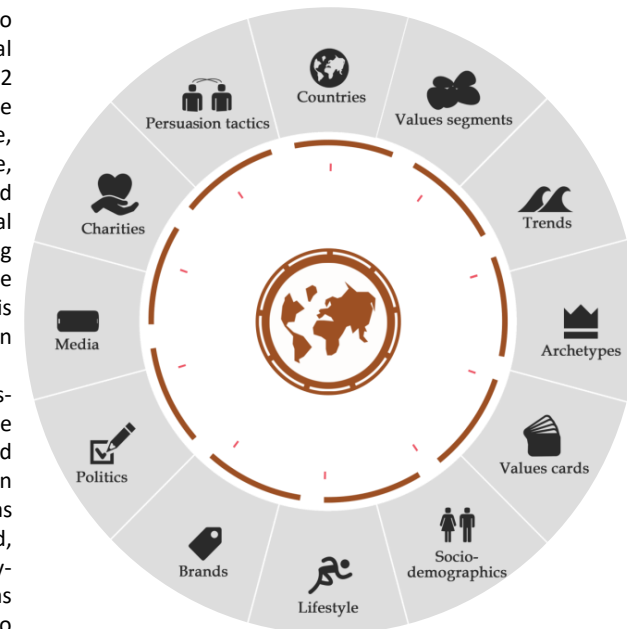 Countries
Values segments
Trends
Archetypes
Values cards
Socio-
demographics
Lifestyle
Brands
Politics
Media
Charities
Persuasion tactics